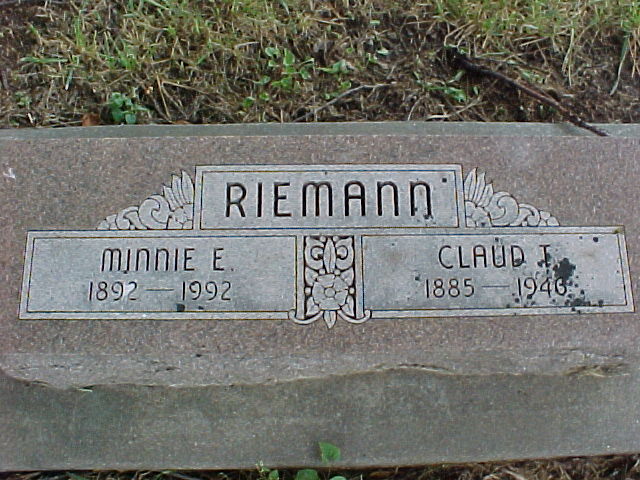 RIEMANN
MINNIE E.
1892 — 1992
CLAUD T.
1885 — 1946